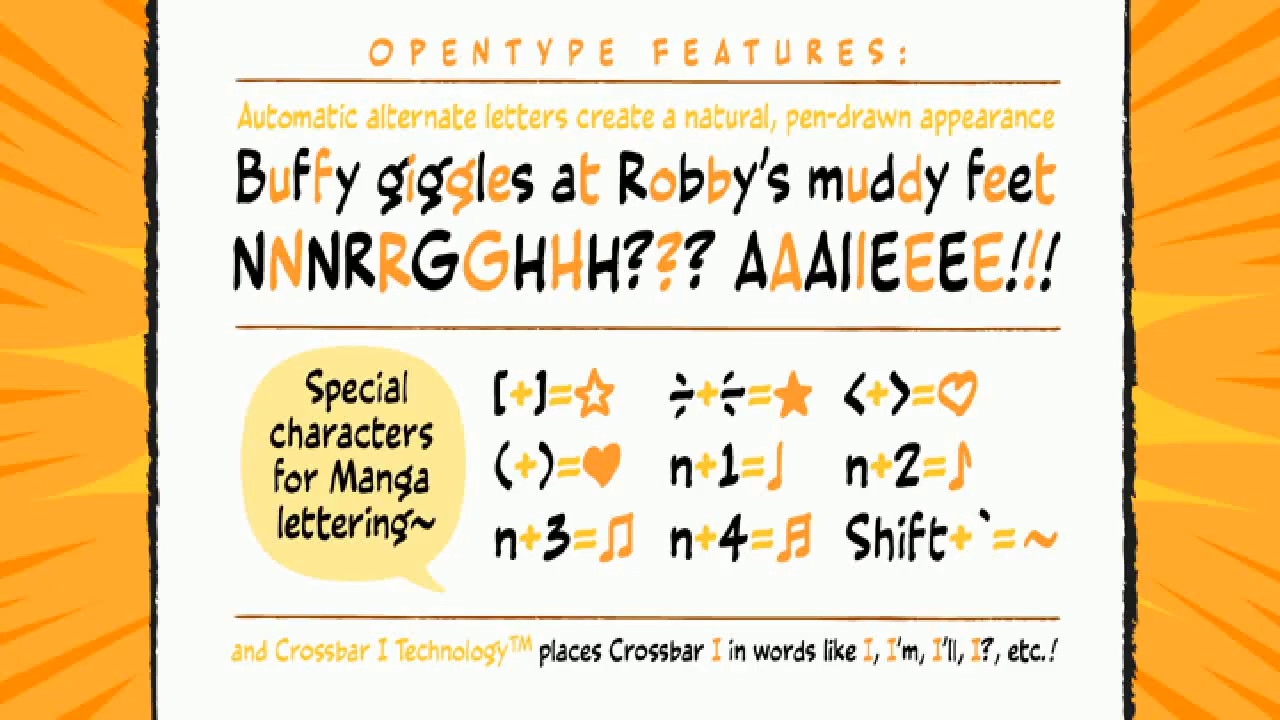 OPENTYPE FEATURES:
Automatic alternate letters create a natural, pen-drawn appearance
Buffy giggles at Robby's muddy feet
NNNRRGGHHH??? AAAIIEEEE!!!
Special
characters
for Manga
lettering~
[+]=☆ ÷+÷=★ <+>=♡
(+)=♥ n+1=♩ n+2=♪
n+3=♫ n+4=♬ Shift+`=~
and Crossbar I Technology™ places Crossbar I in words like I, I'm, I'll, I?, etc.!